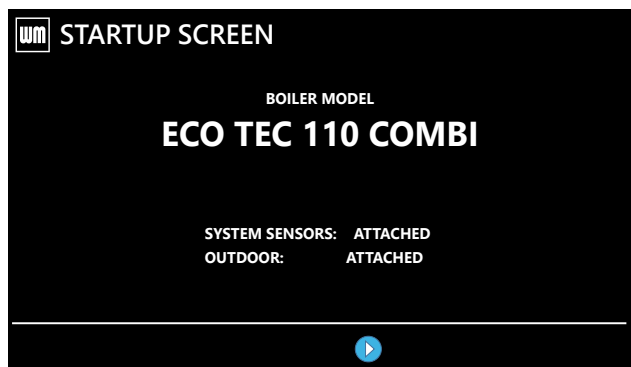 wm STARTUP SCREEN
BOILER MODEL
ECO TEC 110 COMBI
SYSTEM SENSORS: ATTACHED
OUTDOOR: ATTACHED